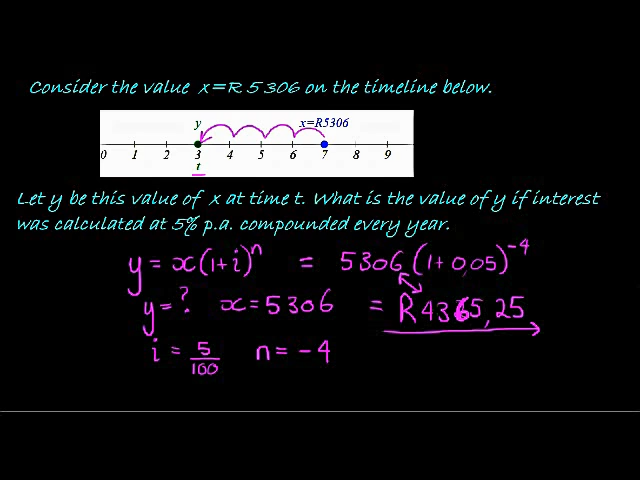 Consider the value x=R 5306 on the timeline below.
y x=R5306
0 1 2 3 4 5 6 7 8 9
t
Let y be this value of x at time t. What is the value of y if interest
was calculated at 5% p.a. compounded every year.
y = x(1+i)^n = 5306(1+0,05)^-4
y = ? x = 5306 = R4365,25
i = 5/100 n = -4